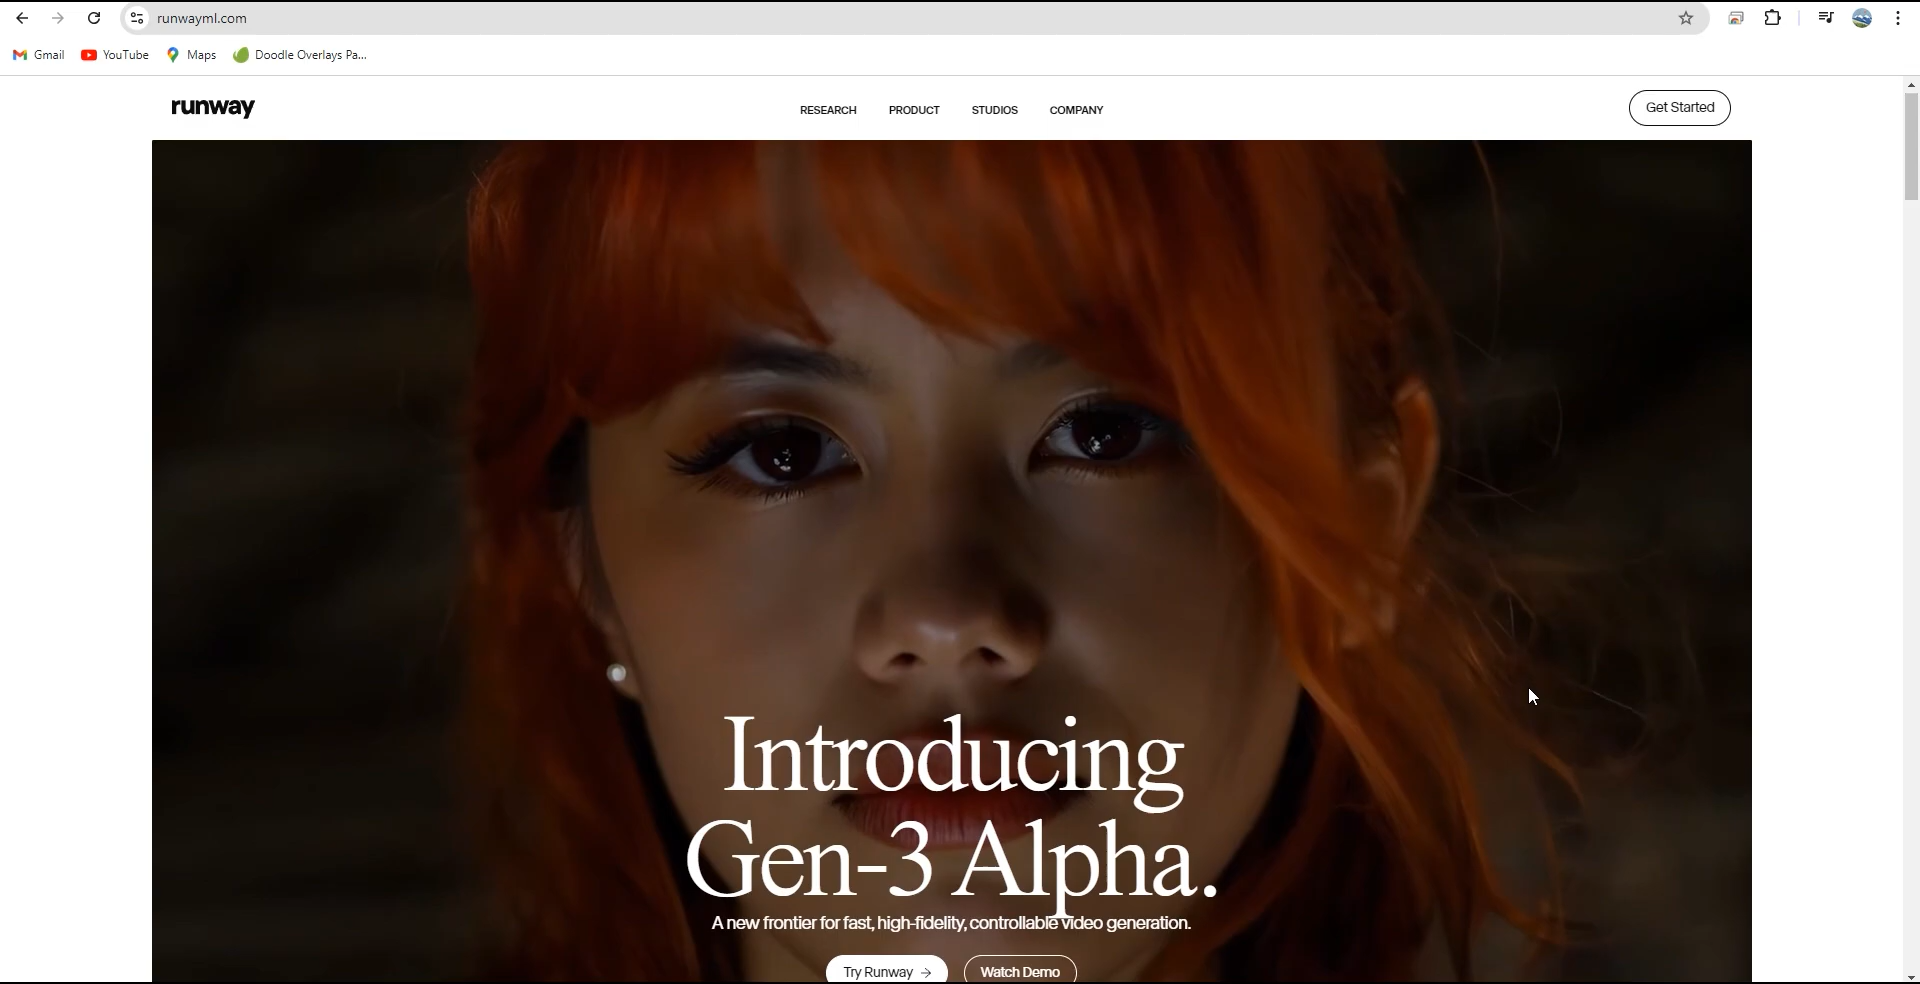 runwayml.com
Gmail YouTube Maps Doodle Overlays Pa...
runway RESEARCH PRODUCT STUDIOS COMPANY Get Started
Introducing
Gen-3 Alpha.
A new frontier for fast, high-fidelity, controllable video generation.
Try Runway → Watch Demo